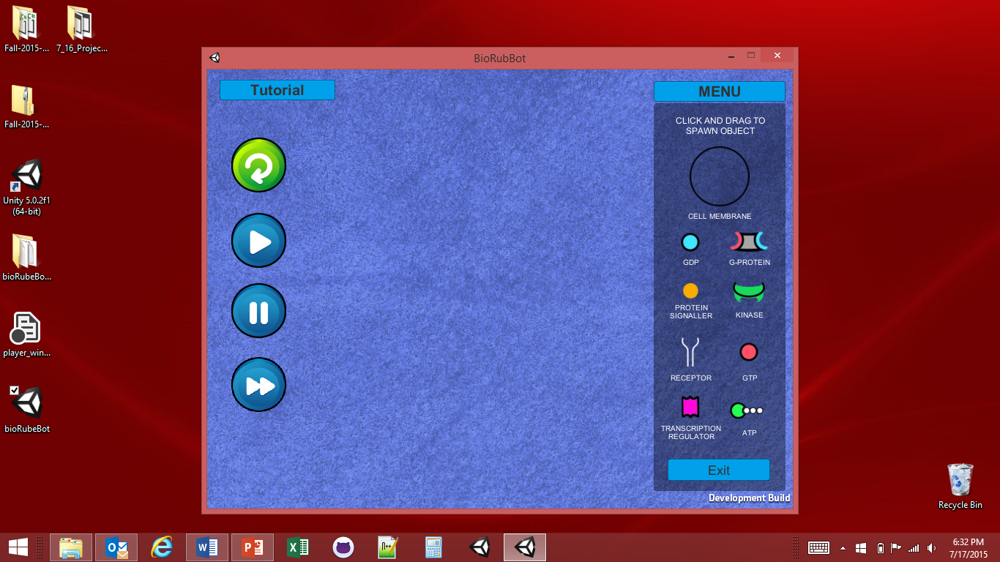 Fall-2015-...
7_16_Projec...
Fall-2015-...
Unity 5.0.2f1
(64-bit)
bioRubeBo...
player_win...
bioRubeBot
BioRubBot
Tutorial
MENU
CLICK AND DRAG TO
SPAWN OBJECT
CELL MEMBRANE
GDP
G-PROTEIN
PROTEIN
SIGNALLER
KINASE
RECEPTOR
GTP
TRANSCRIPTION
REGULATOR
ATP
Exit
Development Build
Recycle Bin
6:32 PM
7/17/2015